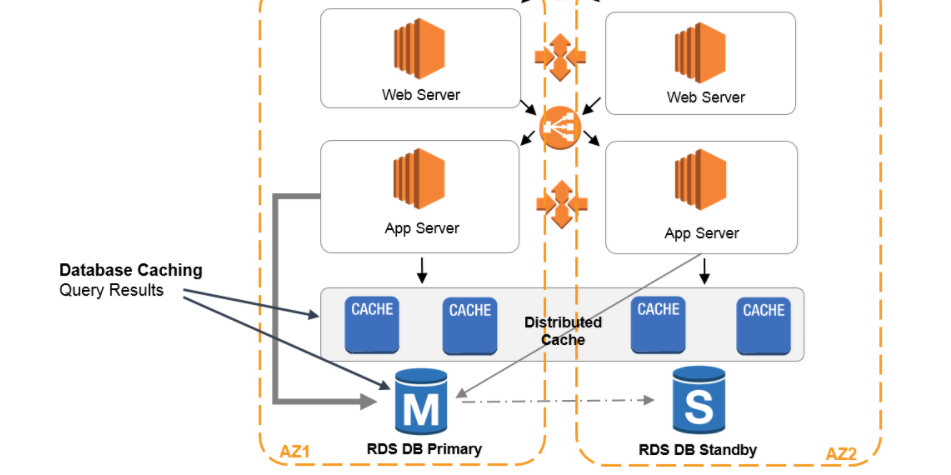 Web Server
Web Server
App Server
App Server
Database Caching
Query Results
CACHE
CACHE
CACHE
CACHE
Distributed
Cache
M
S
RDS DB Primary
RDS DB Standby
AZ1
AZ2